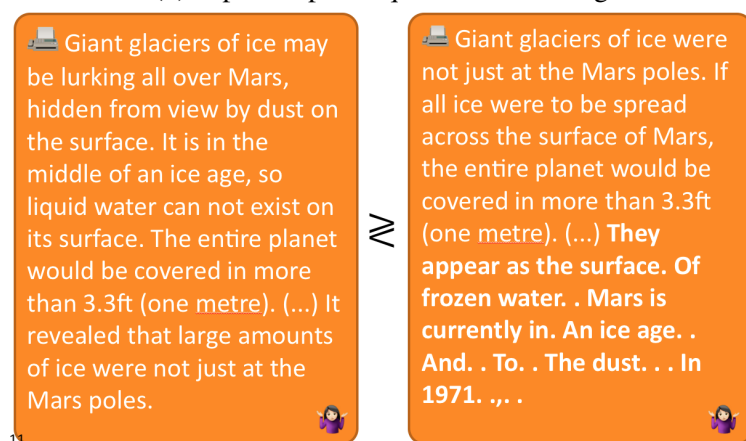 Giant glaciers of ice may
be lurking all over Mars,
hidden from view by dust on
the surface. It is in the
middle of an ice age, so
liquid water can not exist on
its surface. The entire planet
would be covered in more
than 3.3ft (one metre). (...) It
revealed that large amounts
of ice were not just at the
Mars poles.
⋛
Giant glaciers of ice were
not just at the Mars poles. If
all ice were to be spread
across the surface of Mars,
the entire planet would be
covered in more than 3.3ft
(one metre). (...) They
appear as the surface. Of
frozen water. . Mars is
currently in. An ice age. .
And. . To. . The dust. . . In
1971. .,. .